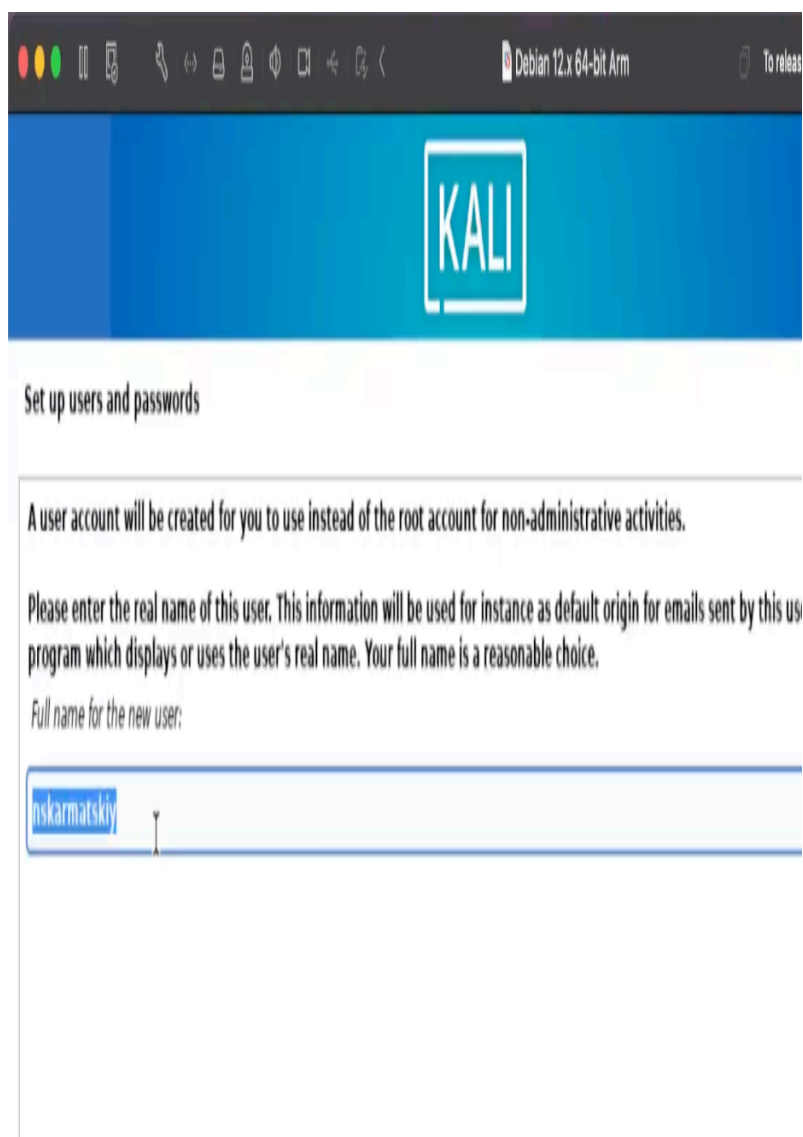 Debian 12.x 64-bit Arm
To releas
KALI
Set up users and passwords
A user account will be created for you to use instead of the root account for non-administrative activities.
Please enter the real name of this user. This information will be used for instance as default origin for emails sent by this use
program which displays or uses the user's real name. Your full name is a reasonable choice.
Full name for the new user:
nskarmatskiy